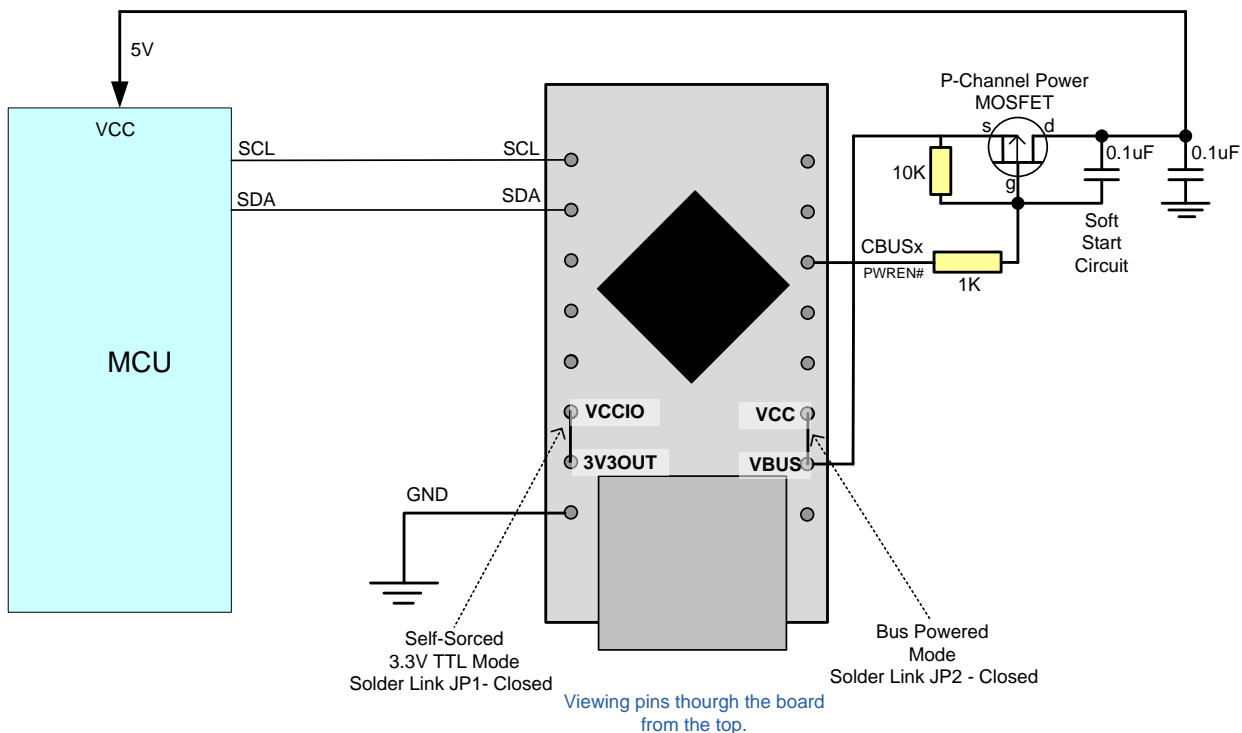 5V
P-Channel Power
MOSFET
VCC
s
d
SCL
SCL
0.1uF
0.1uF
10K
g
SDA
SDA
Soft
Start
Circuit
CBUSx
PWREN#
1K
MCU
VCCIO
VCC
3V3OUT
VBUS
GND
Self-Sorced
3.3V TTL Mode
Solder Link JP1- Closed
Bus Powered
Mode
Solder Link JP2 - Closed
Viewing pins thourgh the board
from the top.